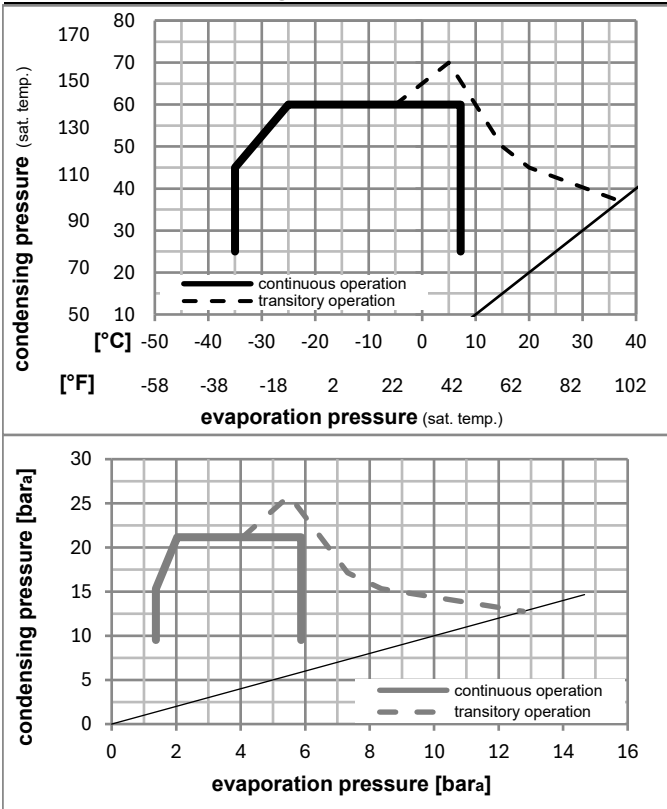 condensing pressure (sat. temp.)
170 150 130 110 90 70 50
80 70 60 50 40 30 20 10
continuous operation
transitory operation
[°C] -50 -40 -30 -20 -10 0 10 20 30 40
[°F] -58 -38 -18 2 22 42 62 82 102
evaporation pressure (sat. temp.)
condensing pressure [bara]
30 25 20 15 10 5 0
continuous operation
transitory operation
0 2 4 6 8 10 12 14 16
evaporation pressure [bara]